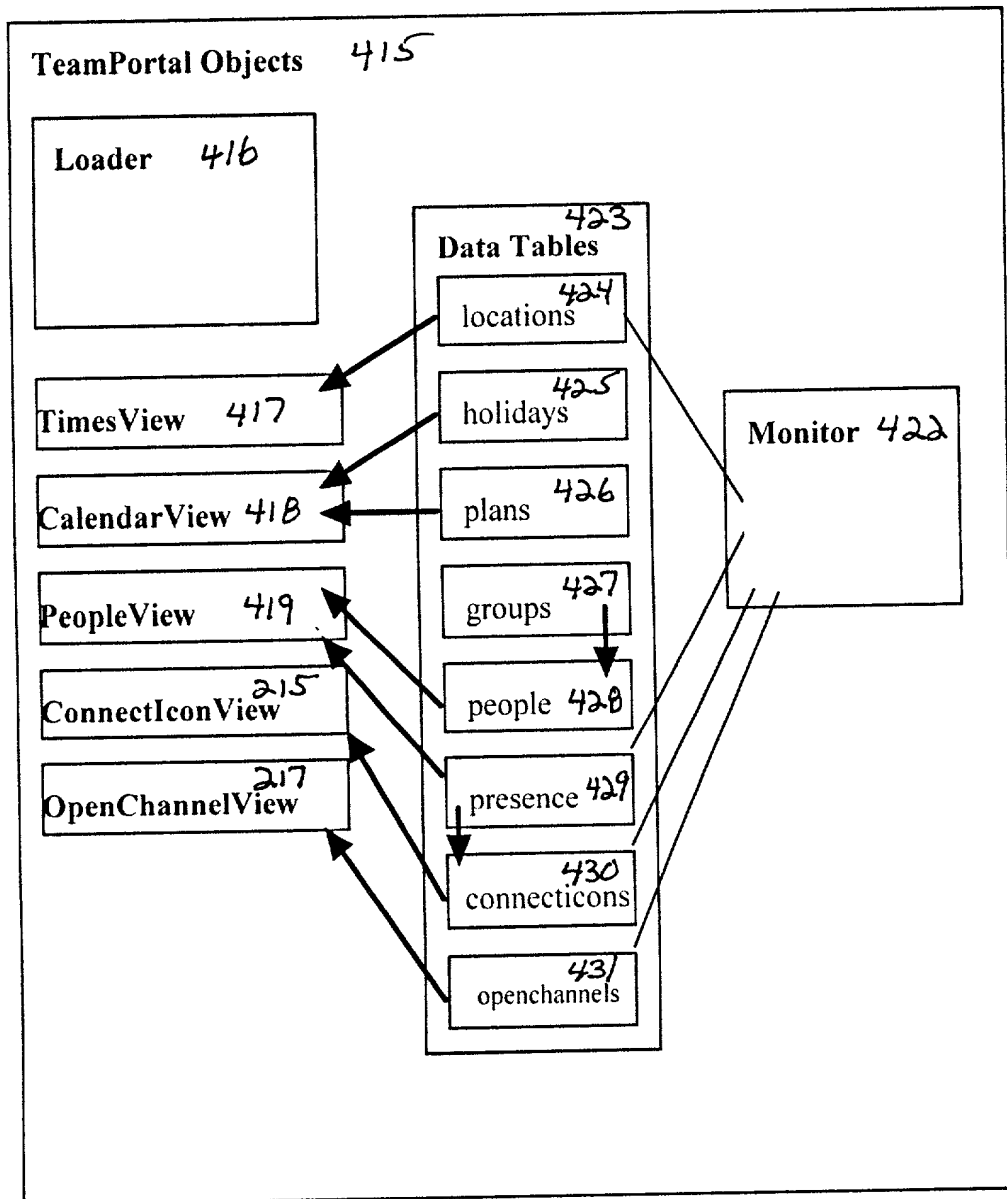 TeamPortal Objects 415
Loader 416
TimesView 417
CalendarView 418
PeopleView 419
ConnectIconView 215
OpenChannelView 217
423
Data Tables
locations 424
holidays 425
plans 426
groups 427
people 428
presence 429
connecticons 430
openchannels 431
Monitor 422